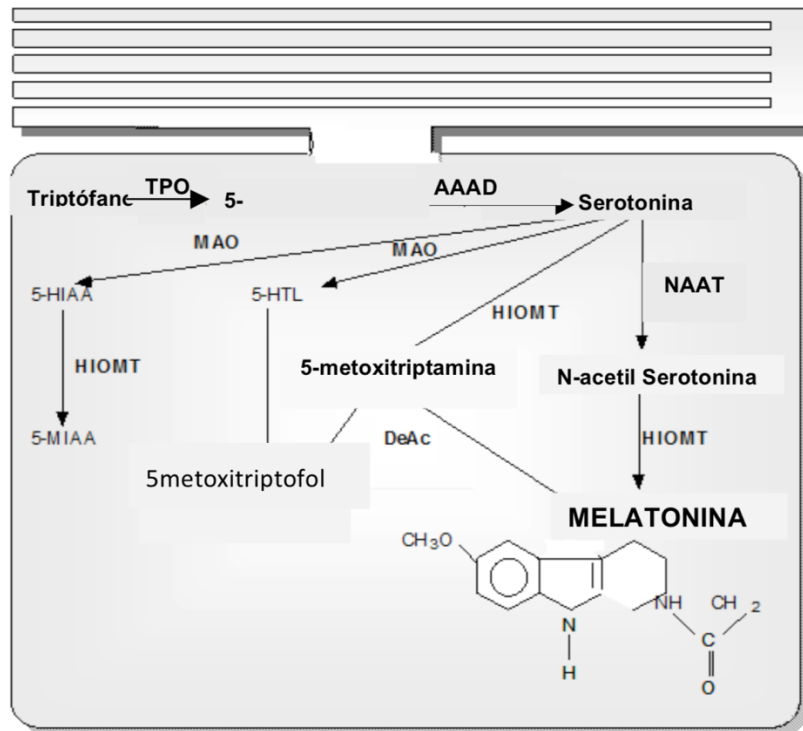 Triptófano TPO 5- AAAD Serotonina
MAO MAO
5-HIAA 5-HTL HIOMT NAAT
HIOMT 5-metoxitriptamina N-acetil Serotonina
5-MIAA DeAc HIOMT
5metoxitriptofol
MELATONINA
CH3O
NH CH 2
N C
H O